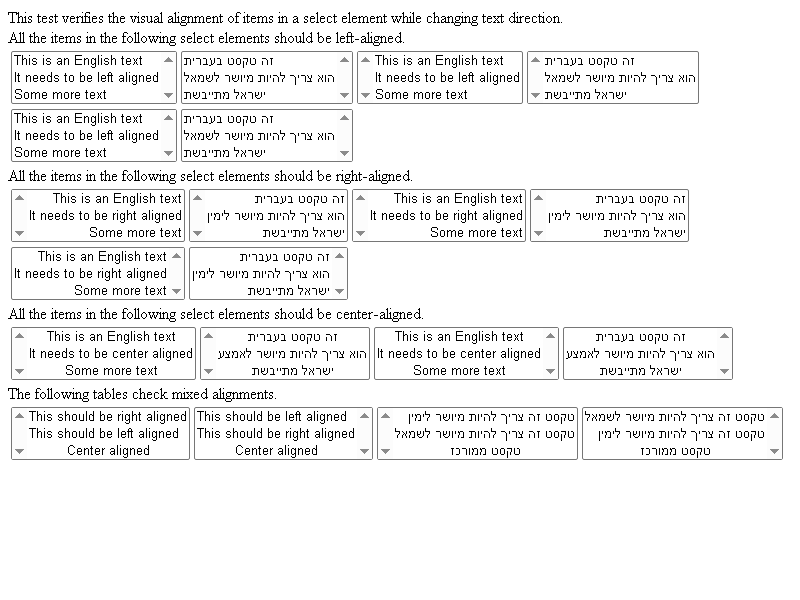 This test verifies the visual alignment of items in a select element while changing text direction.
All the items in the following select elements should be left-aligned.
This is an English text
It needs to be left aligned
Some more text
זה טקסט בעברית
הוא צריך להיות מיושר לשמאל
ישראל מתייבשת
This is an English text
It needs to be left aligned
Some more text
זה טקסט בעברית
הוא צריך להיות מיושר לשמאל
ישראל מתייבשת
This is an English text
It needs to be left aligned
Some more text
זה טקסט בעברית
הוא צריך להיות מיושר לשמאל
ישראל מתייבשת
All the items in the following select elements should be right-aligned.
This is an English text
It needs to be right aligned
Some more text
זה טקסט בעברית
הוא צריך להיות מיושר לימין
ישראל מתייבשת
This is an English text
It needs to be right aligned
Some more text
זה טקסט בעברית
הוא צריך להיות מיושר לימין
ישראל מתייבשת
This is an English text
It needs to be right aligned
Some more text
זה טקסט בעברית
הוא צריך להיות מיושר לימין
ישראל מתייבשת
All the items in the following select elements should be center-aligned.
This is an English text
It needs to be center aligned
Some more text
זה טקסט בעברית
הוא צריך להיות מיושר לאמצע
ישראל מתייבשת
This is an English text
It needs to be center aligned
Some more text
זה טקסט בעברית
הוא צריך להיות מיושר לאמצע
ישראל מתייבשת
The following tables check mixed alignments.
This should be right aligned
This should be left aligned
Center aligned
This should be left aligned
This should be right aligned
Center aligned
טקסט זה צריך להיות מיושר לימין
טקסט זה צריך להיות מיושר לשמאל
טקסט ממורכז
טקסט זה צריך להיות מיושר לשמאל
טקסט זה צריך להיות מיושר לימין
טקסט ממורכז